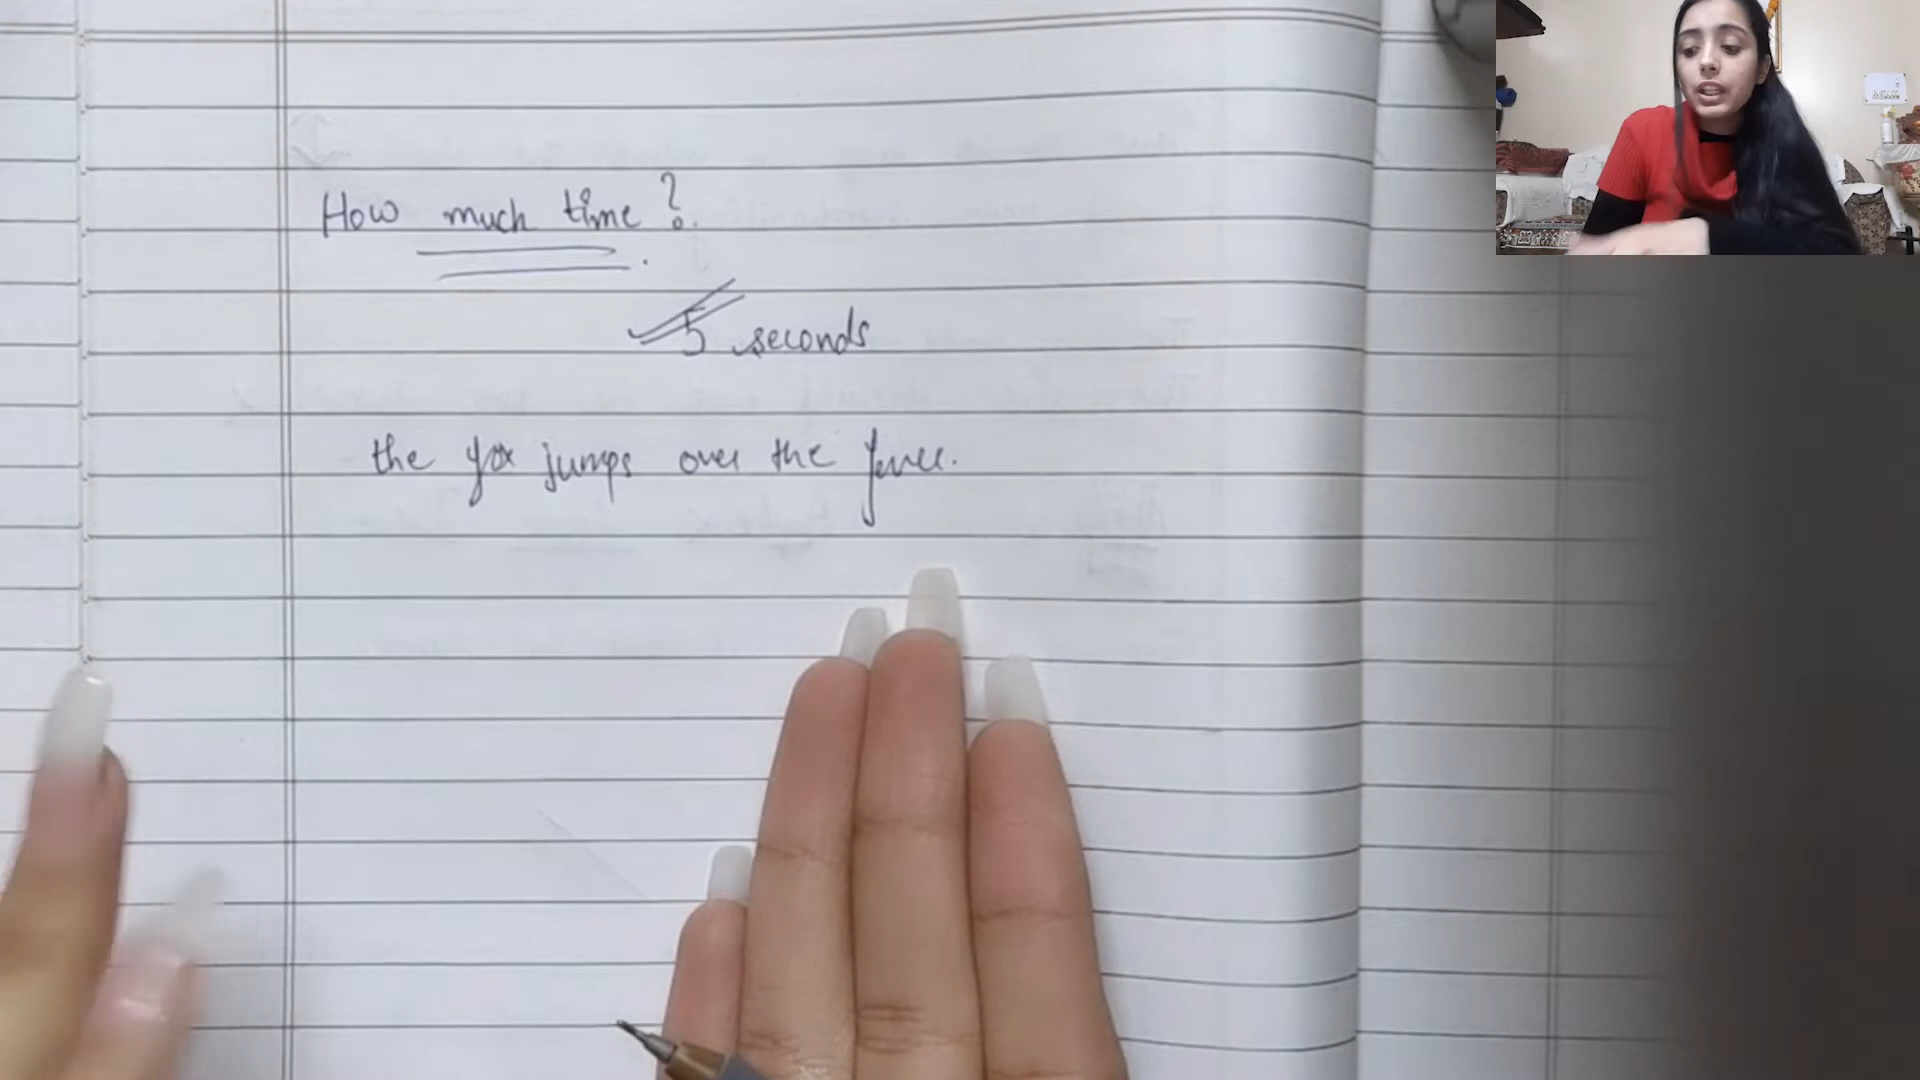 How much time?
5 seconds
the fox jumps over the fence.